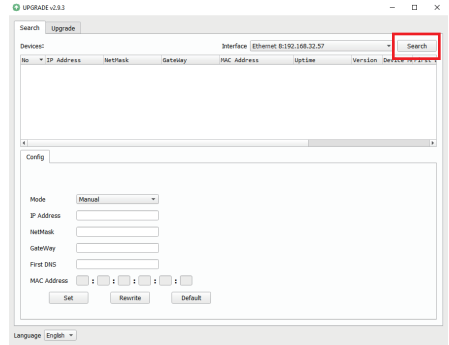 UPGRADE v2.9.3
Search Upgrade
Devices: Interface Ethernet 8:192.168.32.57 Search
No IP Address NetMask GateWay MAC Address Uptime Version
Config
Mode Manual
IP Address
NetMask
GateWay
First DNS
MAC Address : : : : :
Set Rewrite Default
Language English